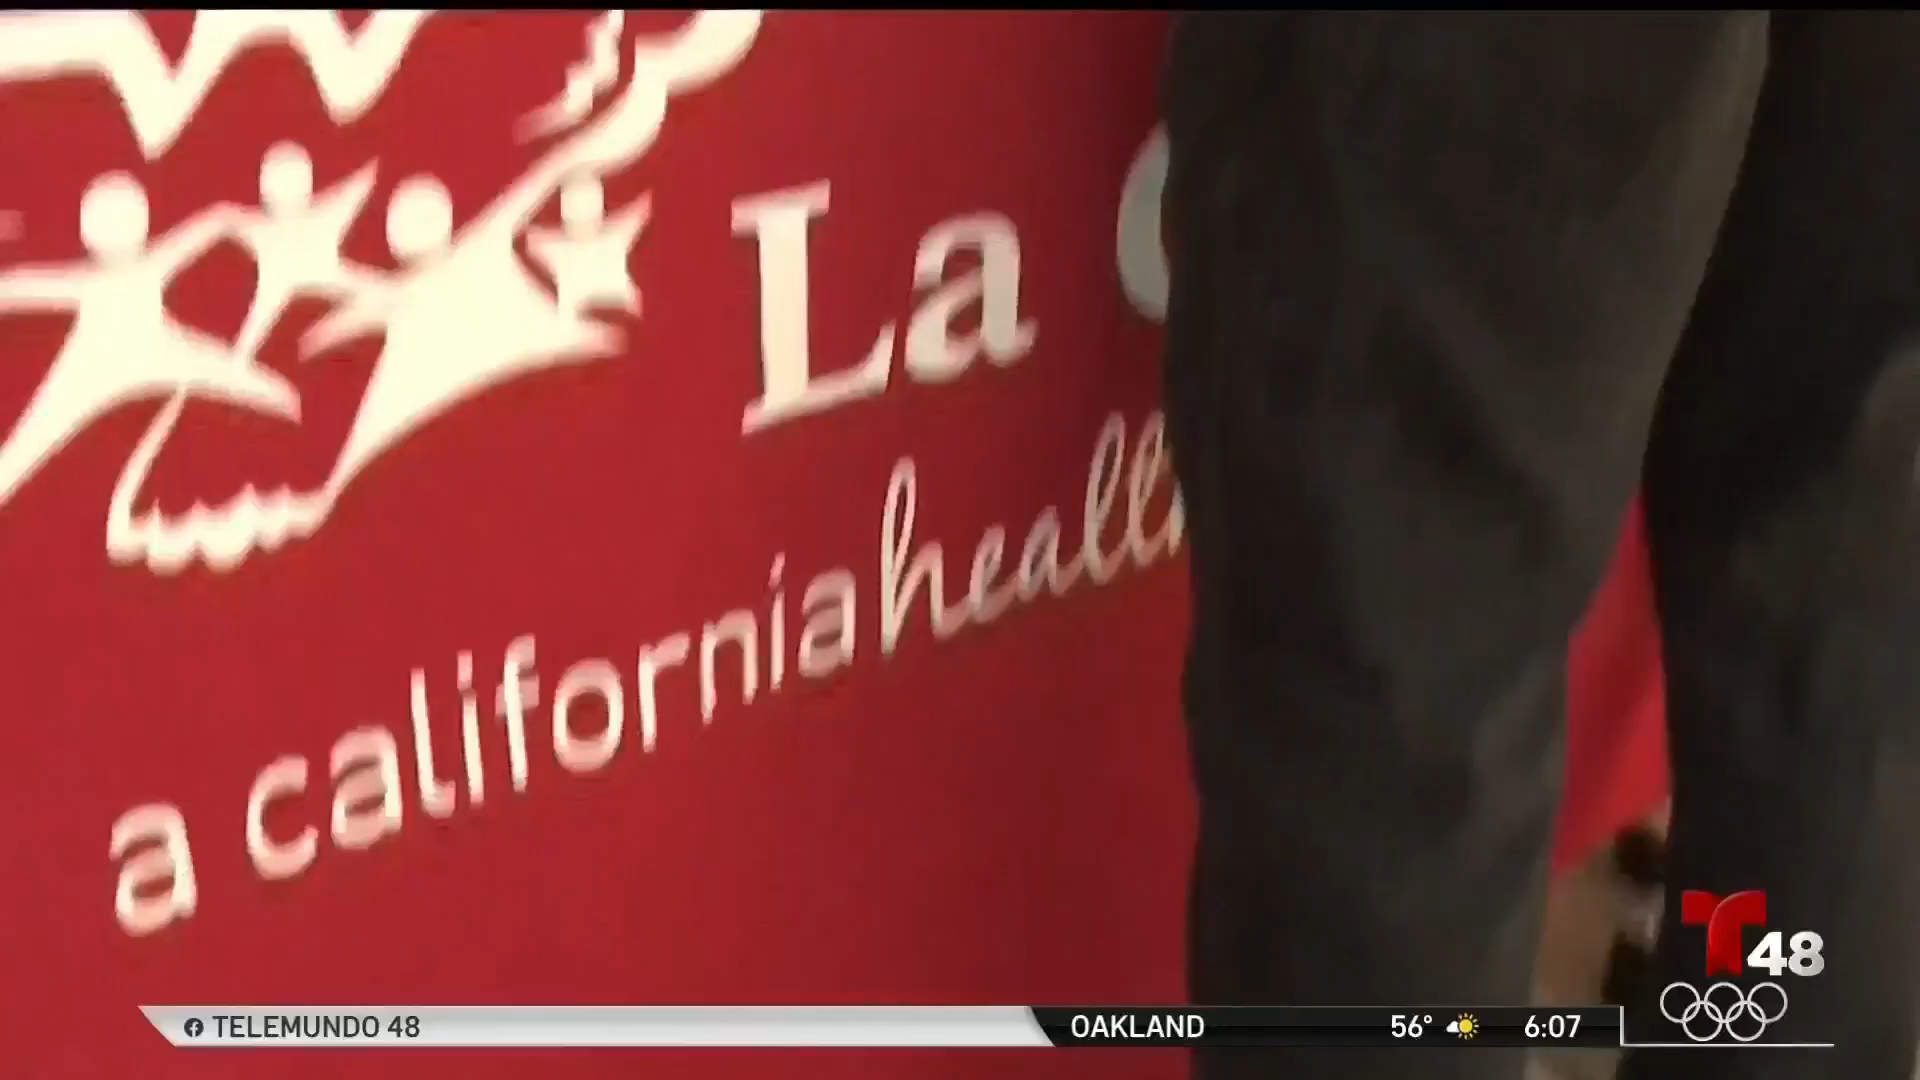 La
a california
TELEMUNDO 48
OAKLAND 56° 6:07
T 48